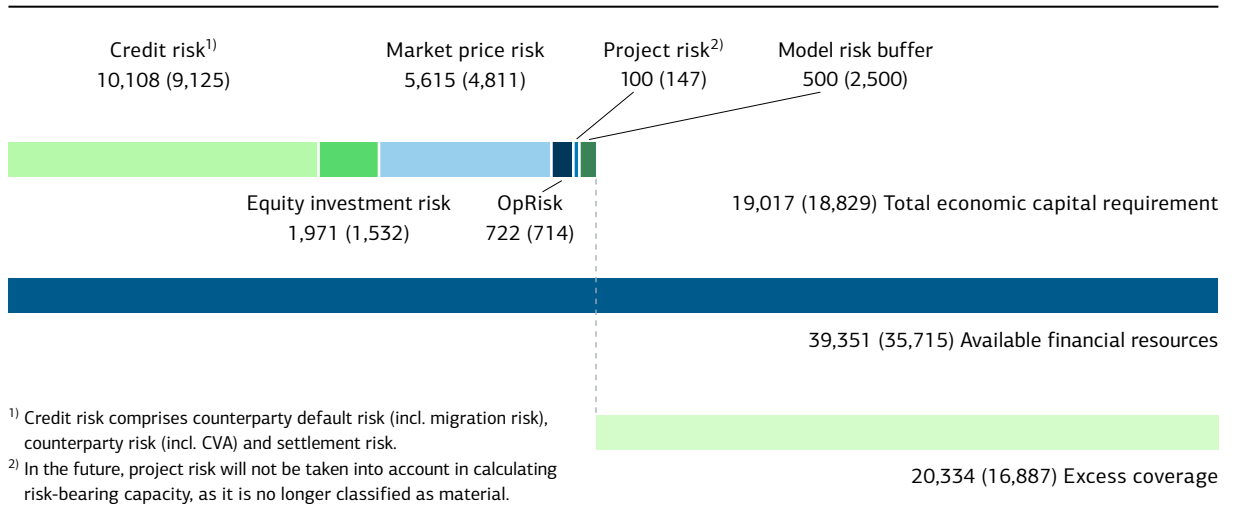 Credit risk1)
10,108 (9,125)
Market price risk
5,615 (4,811)
Project risk2)
100 (147)
Model risk buffer
500 (2,500)
Equity investment risk
1,971 (1,532)
OpRisk
722 (714)
19,017 (18,829) Total economic capital requirement
39,351 (35,715) Available financial resources
1) Credit risk comprises counterparty default risk (incl. migration risk),
counterparty risk (incl. CVA) and settlement risk.
2) In the future, project risk will not be taken into account in calculating
risk-bearing capacity, as it is no longer classified as material.
20,334 (16,887) Excess coverage